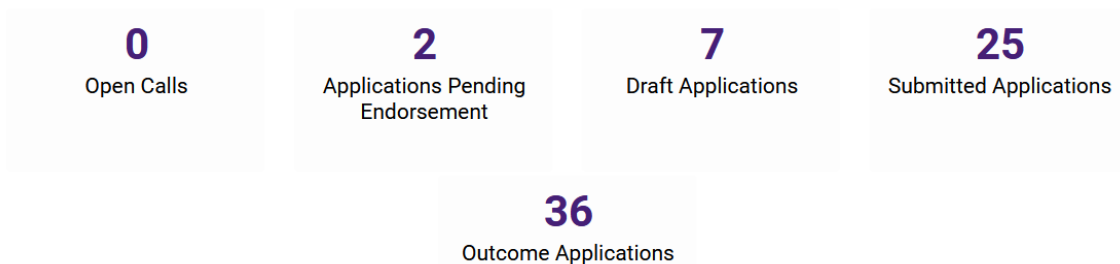 0
Open Calls
2
Applications Pending
Endorsement
7
Draft Applications
25
Submitted Applications
36
Outcome Applications